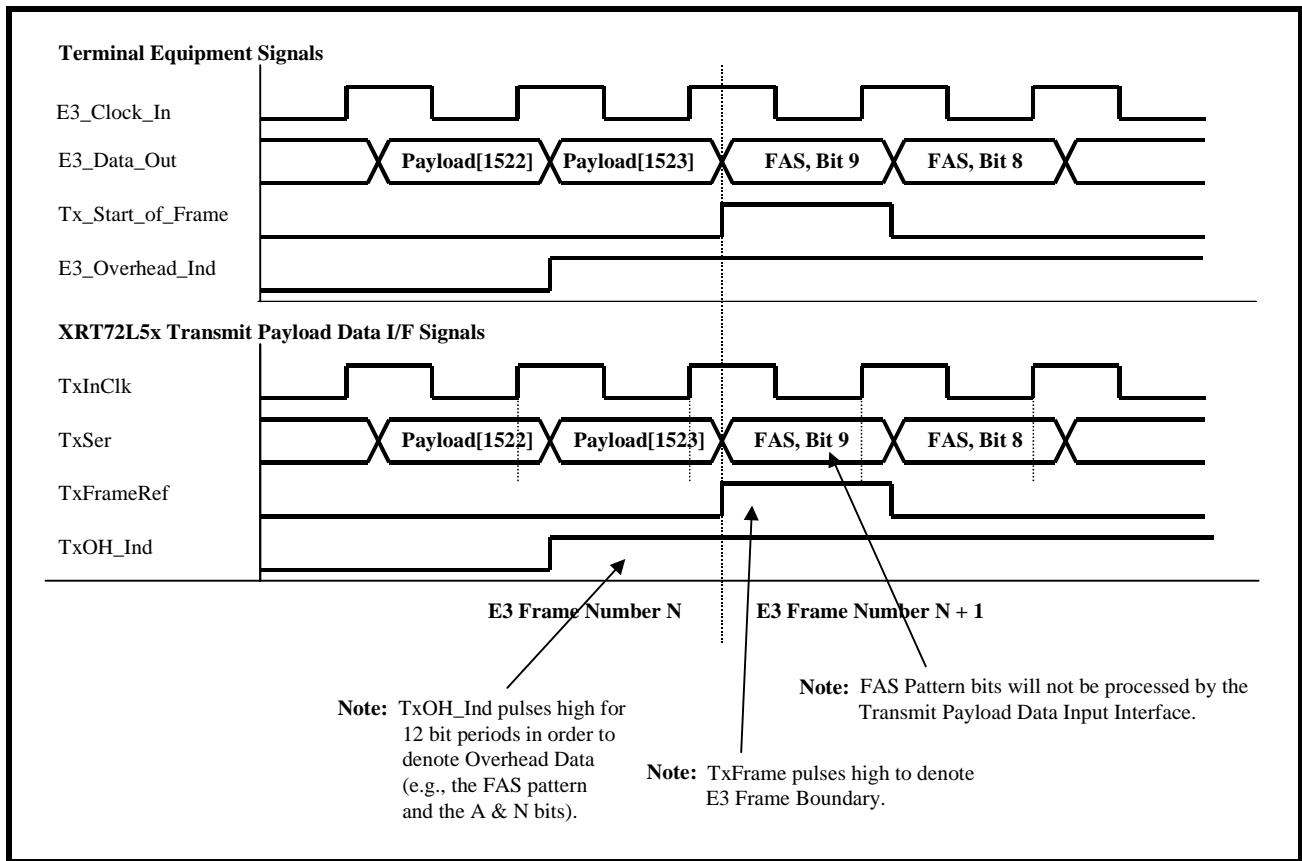 Terminal Equipment Signals
E3_Clock_In
E3_Data_Out
Payload[1522] Payload[1523] FAS, Bit 9 FAS, Bit 8
Tx_Start_of_Frame
E3_Overhead_Ind
XRT72L5x Transmit Payload Data I/F Signals
TxInClk
TxSer
Payload[1522] Payload[1523] FAS, Bit 9 FAS, Bit 8
TxFrameRef
TxOH_Ind
E3 Frame Number N E3 Frame Number N + 1
Note: TxOH_Ind pulses high for
12 bit periods in order to
denote Overhead Data
(e.g., the FAS pattern
and the A & N bits).
Note: FAS Pattern bits will not be processed by the
Transmit Payload Data Input Interface.
Note: TxFrame pulses high to denote
E3 Frame Boundary.